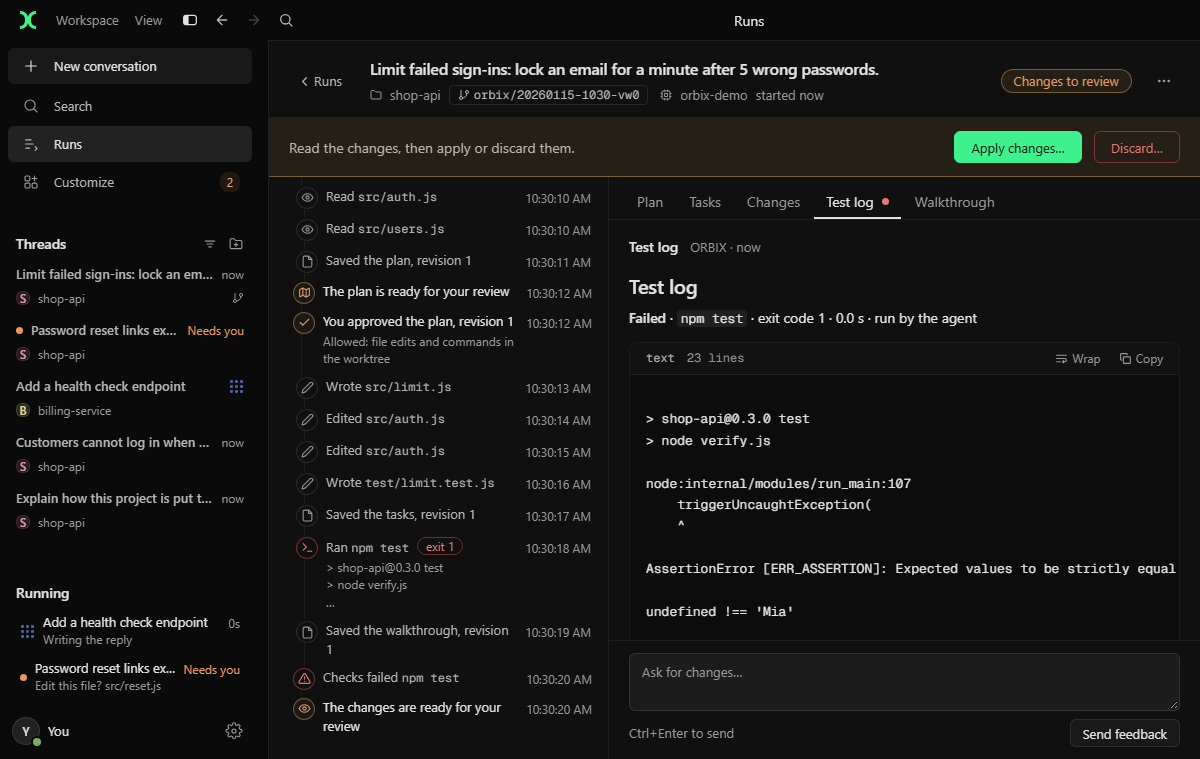 Workspace View
Runs
New conversation
Search
Runs
Customize 2
Threads
Limit failed sign-ins: lock an em... now
S shop-api
Password reset links ex... Needs you
S shop-api
Add a health check endpoint
B billing-service
Customers cannot log in when ... now
S shop-api
Explain how this project is put t... now
S shop-api
Running
Add a health check endpoint 0s
Writing the reply
Password reset links ex... Needs you
Edit this file? src/reset.js
Y You
Runs
Limit failed sign-ins: lock an email for a minute after 5 wrong passwords.
shop-api orbix/20260115-1030-vw0 orbix-demo started now
Changes to review
Read the changes, then apply or discard them.
Apply changes... Discard...
Read src/auth.js 10:30:10 AM
Read src/users.js 10:30:10 AM
Saved the plan, revision 1 10:30:11 AM
The plan is ready for your review 10:30:12 AM
You approved the plan, revision 1 10:30:12 AM
Allowed: file edits and commands in
the worktree
Wrote src/limit.js 10:30:13 AM
Edited src/auth.js 10:30:14 AM
Edited src/auth.js 10:30:15 AM
Wrote test/limit.test.js 10:30:16 AM
Saved the tasks, revision 1 10:30:17 AM
Ran npm test exit 1 10:30:18 AM
> shop-api@0.3.0 test
> node verify.js
...
Saved the walkthrough, revision 10:30:19 AM
1
Checks failed npm test 10:30:20 AM
The changes are ready for your 10:30:20 AM
review
Plan Tasks Changes Test log Walkthrough
Test log ORBIX · now
Test log
Failed · npm test · exit code 1 · 0.0 s · run by the agent
text 23 lines Wrap Copy
> shop-api@0.3.0 test
> node verify.js
node:internal/modules/run_main:107
triggerUncaughtException(
^
AssertionError [ERR_ASSERTION]: Expected values to be strictly equal
undefined !== 'Mia'
Ask for changes...
Ctrl+Enter to send Send feedback